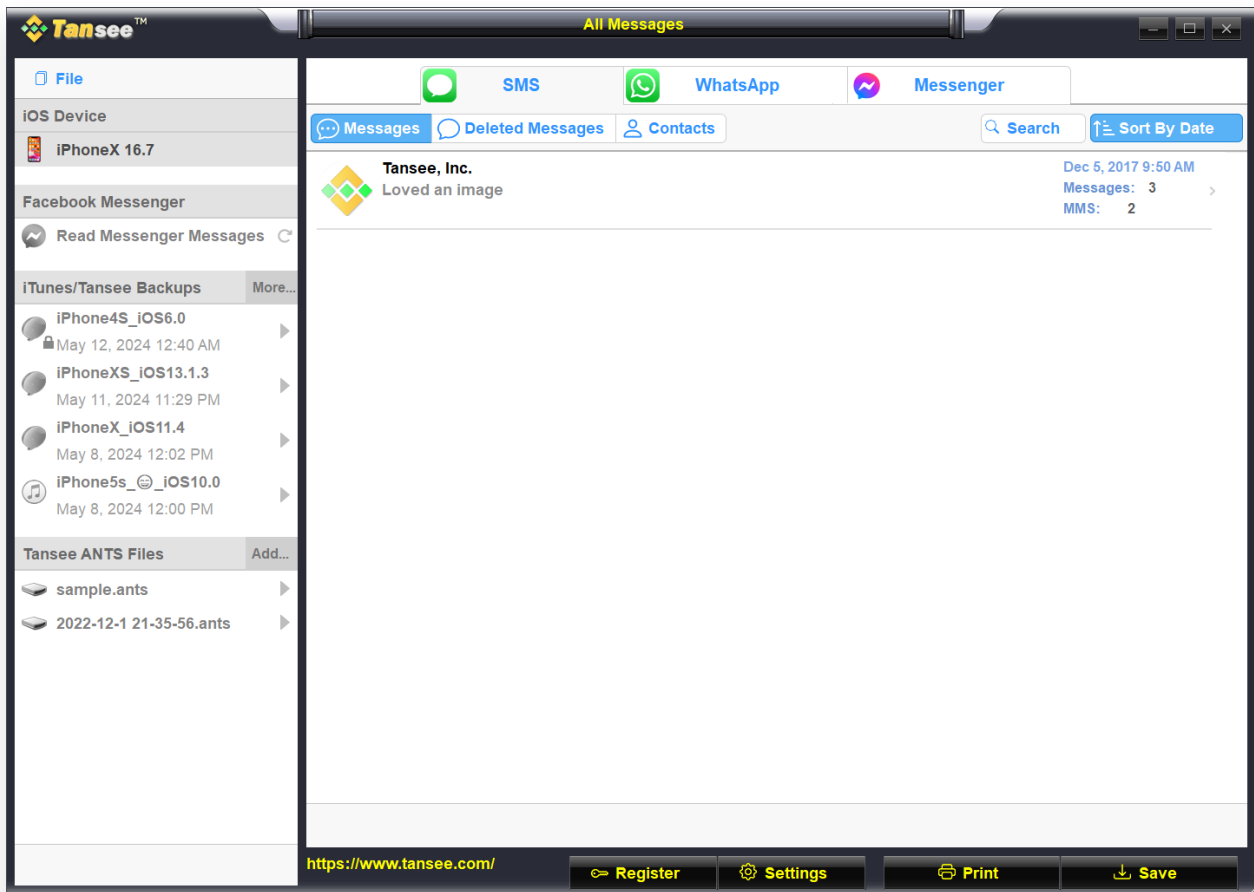 Tansee™
All Messages
File
iOS Device
iPhoneX 16.7
Facebook Messenger
Read Messenger Messages
iTunes/Tansee Backups More...
iPhone4S_iOS6.0
May 12, 2024 12:40 AM
iPhoneXS_iOS13.1.3
May 11, 2024 11:29 PM
iPhoneX_iOS11.4
May 8, 2024 12:02 PM
iPhone5s_😁_iOS10.0
May 8, 2024 12:00 PM
Tansee ANTS Files Add...
sample.ants
2022-12-1 21-35-56.ants
SMS WhatsApp Messenger
Messages Deleted Messages Contacts Search Sort By Date
Tansee, Inc. Dec 5, 2017 9:50 AM
Loved an image Messages: 3
MMS: 2
https://www.tansee.com/ Register Settings Print Save